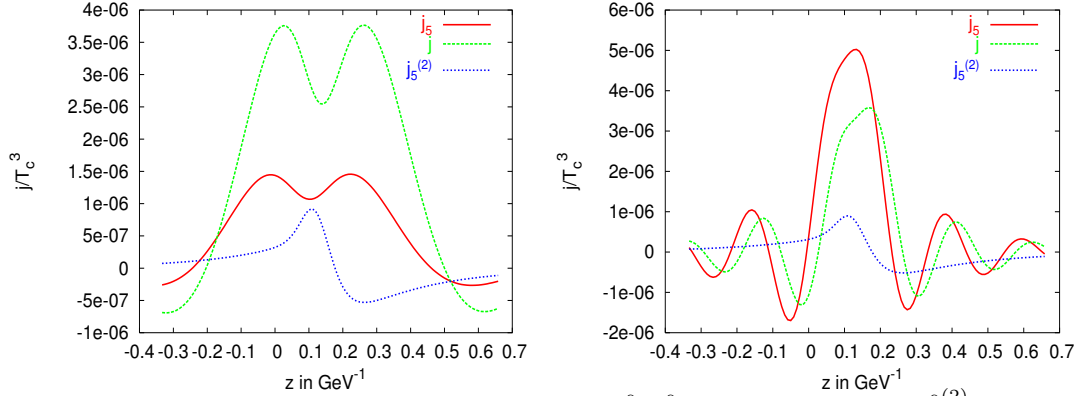 4e-06
3.5e-06
3e-06
2.5e-06
2e-06
1.5e-06
1e-06
5e-07
0
-5e-07
-1e-06
j/T_c^3
j_5
j
j_5^(2)
-0.4 -0.3 -0.2 -0.1 0 0.1 0.2 0.3 0.4 0.5 0.6 0.7
z in GeV^-1
6e-06
5e-06
4e-06
3e-06
2e-06
1e-06
0
-1e-06
-2e-06
j/T_c^3
j_5
j
j_5^(2)
-0.4 -0.3 -0.2 -0.1 0 0.1 0.2 0.3 0.4 0.5 0.6 0.7
z in GeV^-1
(2)